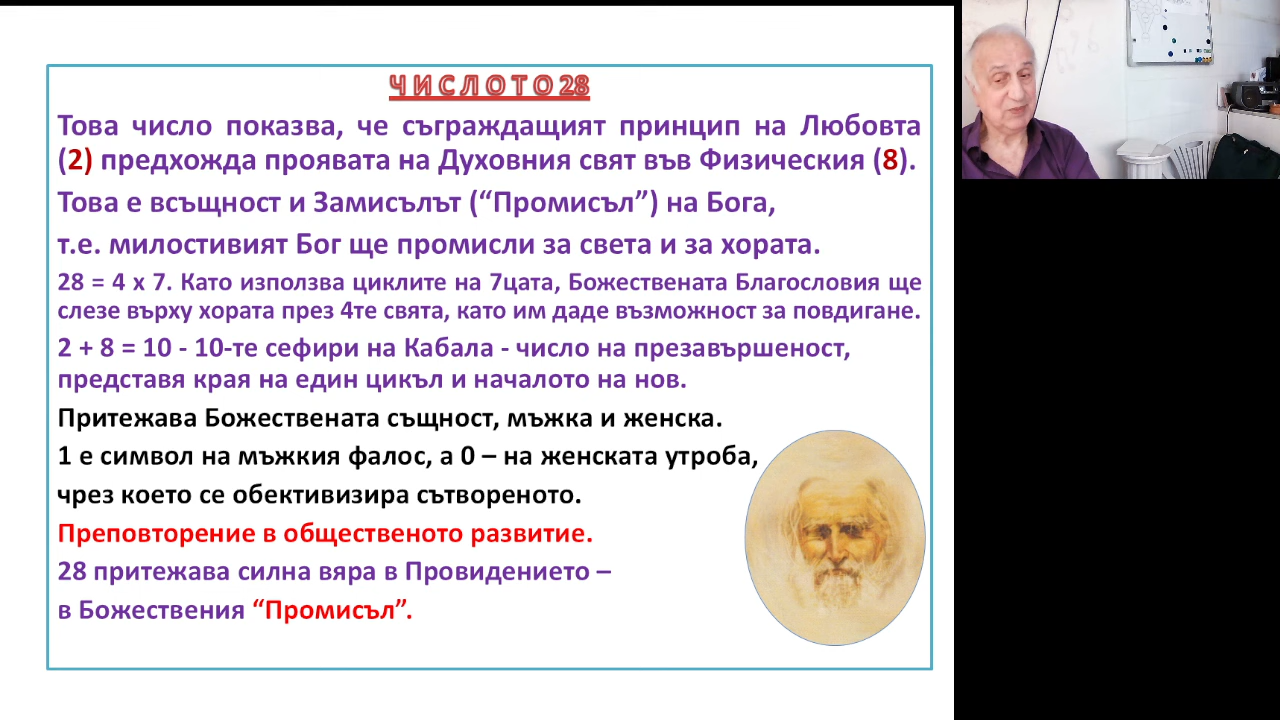 ЧИСЛОТО 28
Това число показва, че съграждащият принцип на Любовта
(2) предхожда проявата на Духовния свят във Физическия (8).
Това е всъщност и Замисълът (“Промисъл”) на Бога,
т.е. милостивият Бог ще промисли за света и за хората.
28 = 4 х 7. Като използва циклите на 7цата, Божествената Благословия ще
слезе върху хората през 4те свята, като им даде възможност за повдигане.
2 + 8 = 10 - 10-те сефири на Кабала - число на презавършеност,
представя края на един цикъл и началото на нов.
Притежава Божествената същност, мъжка и женска.
1 е символ на мъжкия фалос, а 0 – на женската утроба,
чрез което се обективизира сътвореното.
Преповторение в общественото развитие.
28 притежава силна вяра в Провидението –
в Божествения “Промисъл”.